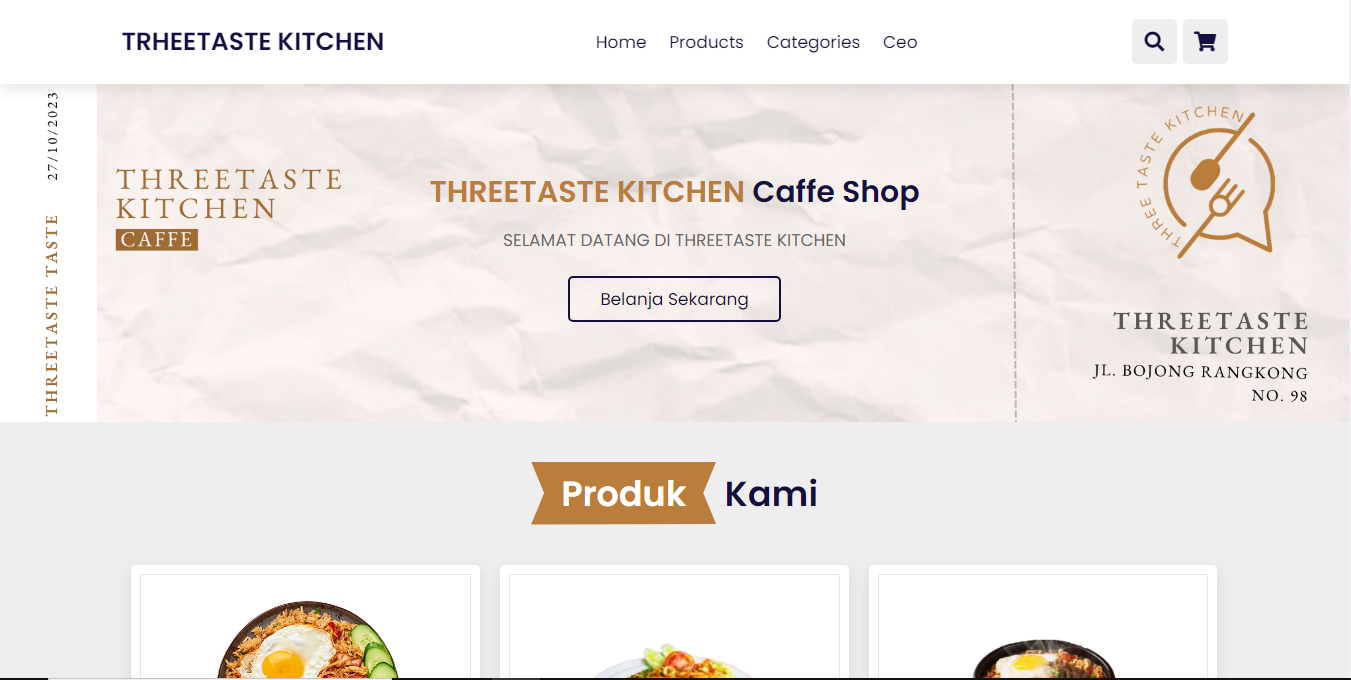 TRHEETASTE KITCHEN
Home Products Categories Ceo
27/10/2023
THREETASTE TASTE
THREETASTE
KITCHEN
CAFFE
THREETASTE KITCHEN Caffe Shop
SELAMAT DATANG DI THREETASTE KITCHEN
Belanja Sekarang
THREE TASTE KITCHEN
THREETASTE
KITCHEN
JL. BOJONG RANGKONG
NO. 98
Produk Kami